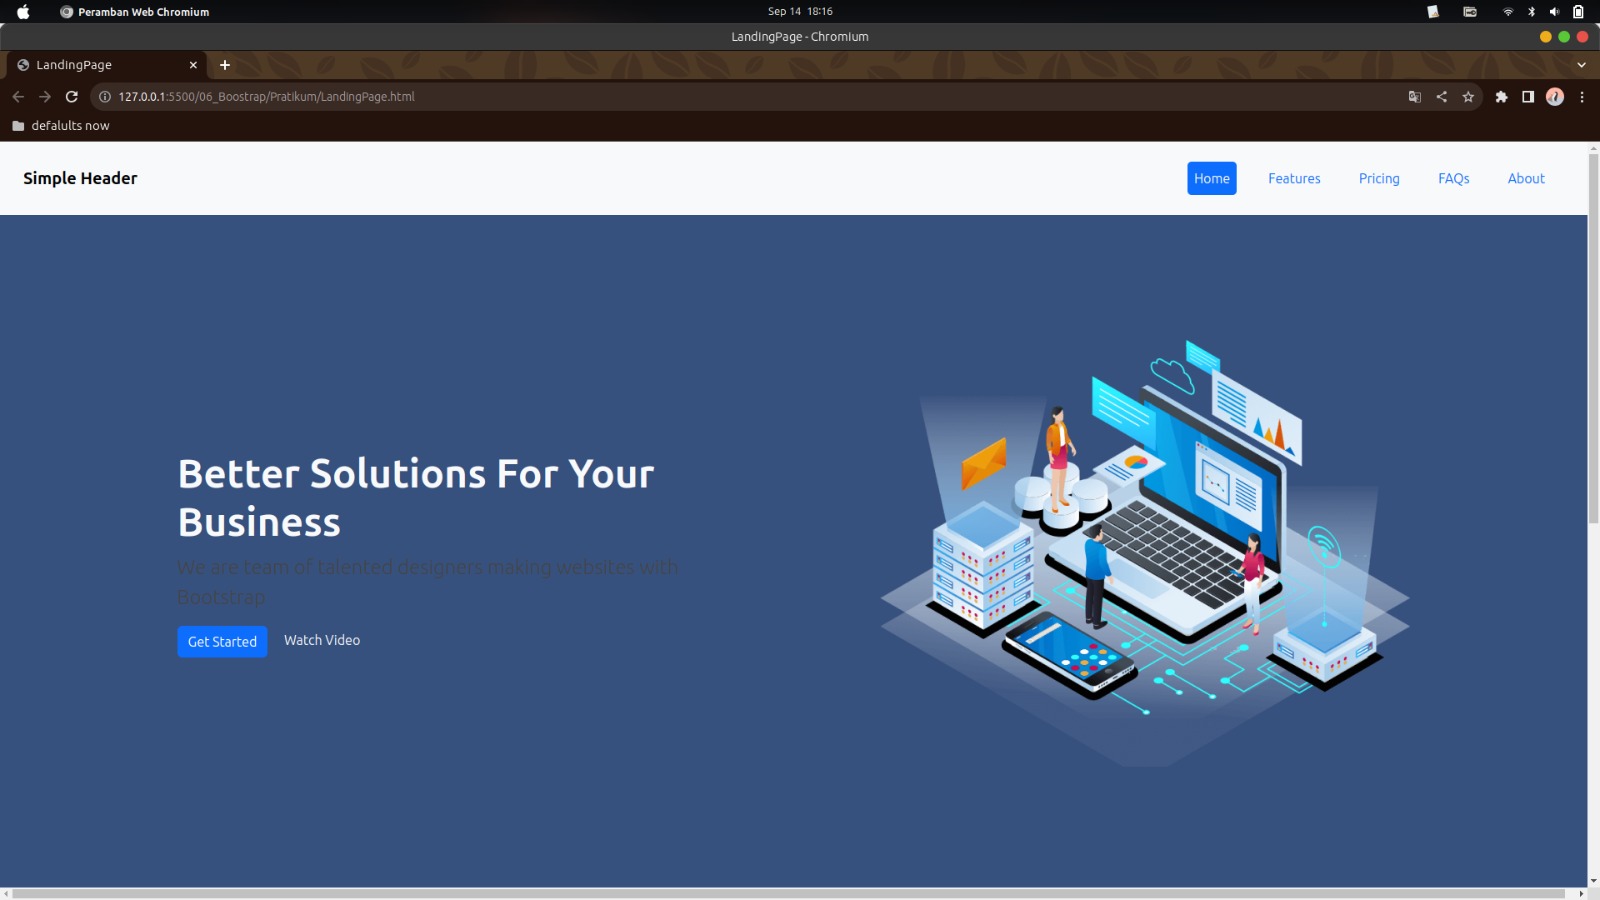 Peramban Web Chromium
Sep 14 18:16
LandingPage - Chromium
LandingPage
127.0.0.1:5500/06_Boostrap/Pratikum/LandingPage.html
defalults now
Simple Header
Home
Features
Pricing
FAQs
About
Better Solutions For Your
Business
We are team of talented designers making websites with
Bootstrap
Get Started
Watch Video